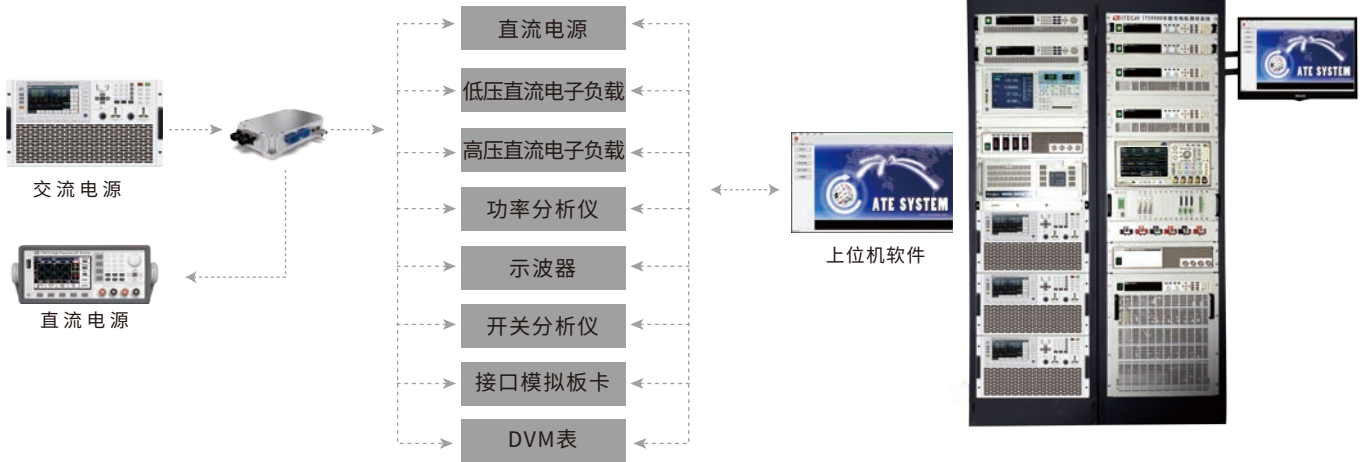 交流电源
直流电源
直流电源
低压直流电子负载
高压直流电子负载
功率分析仪
示波器
开关分析仪
接口模拟板卡
DVM表
ATE SYSTEM
上位机软件
ITECH
ATE SYSTEM